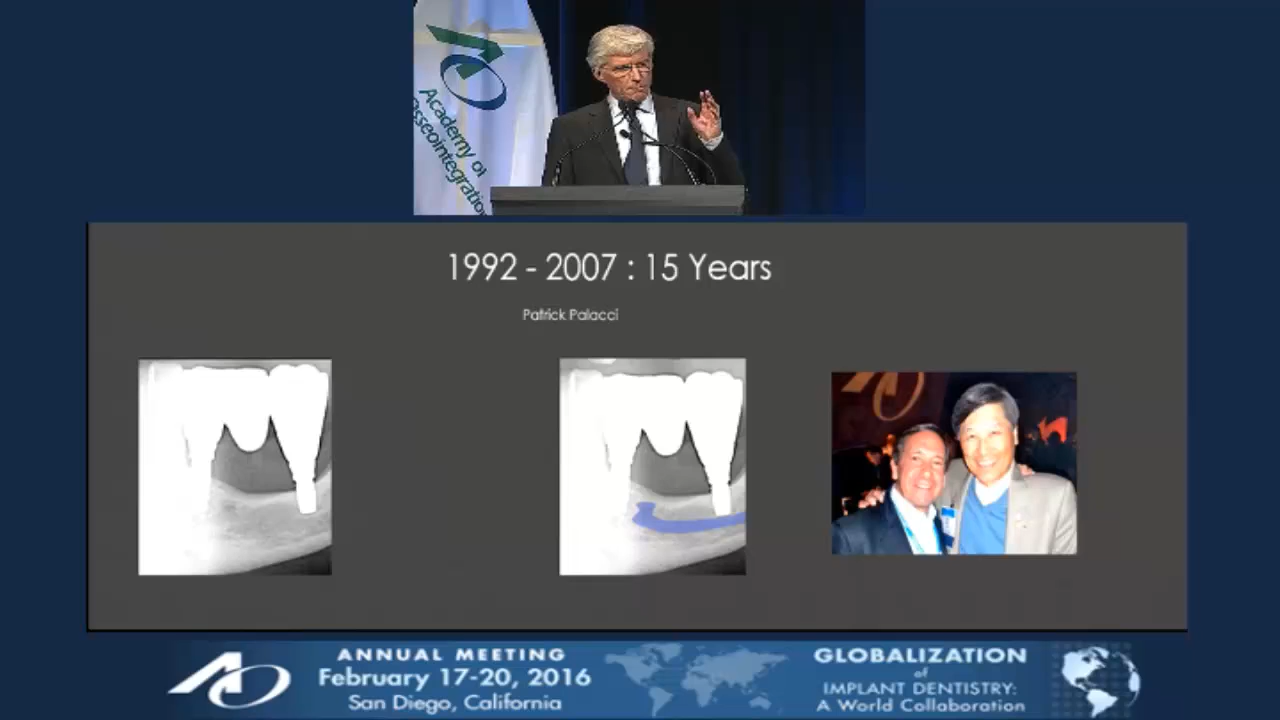 Academy of
Osseointegration
1992 - 2007 : 15 Years
Patrick Palacci
AO
ANNUAL MEETING
February 17-20, 2016
San Diego, California
GLOBALIZATION
of
IMPLANT DENTISTRY:
A World Collaboration